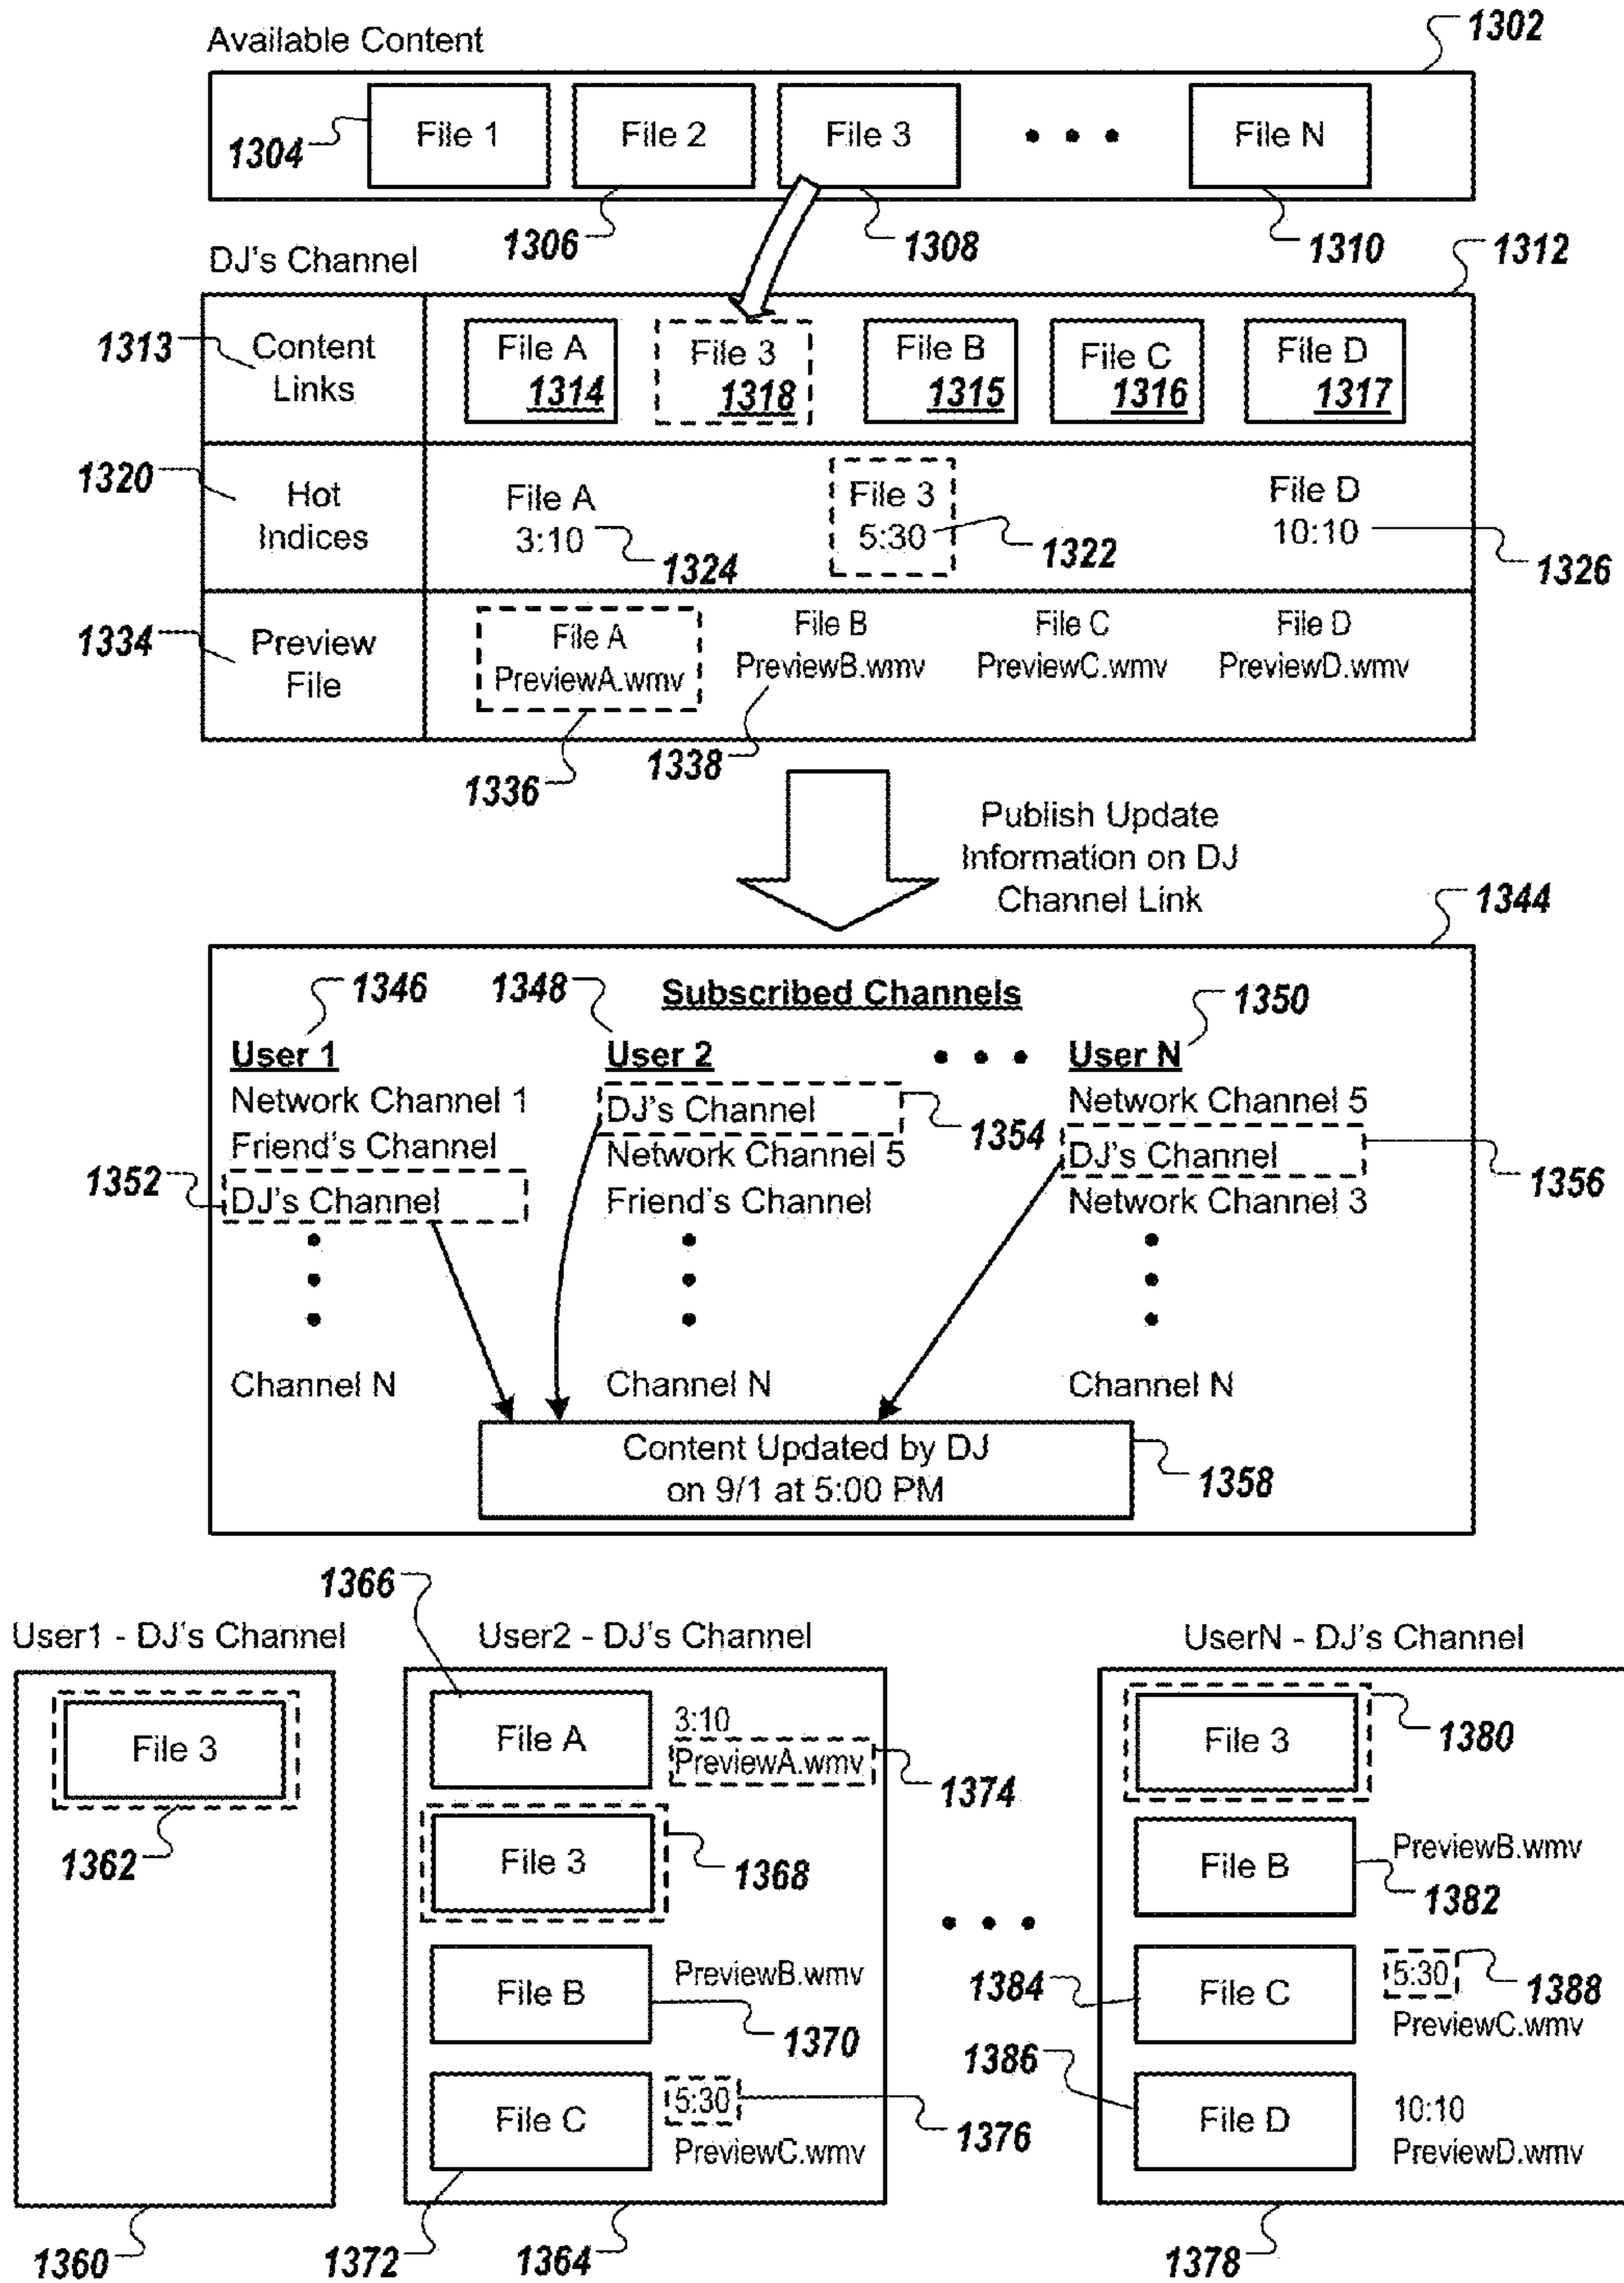 Available Content
1302
1304
File 1
File 2
File 3
• • •
File N
1306
1308
1310
DJ's Channel
1312
1313
Content
Links
File A
1314
File 3
1318
File B
1315
File C
1316
File D
1317
1320
Hot
Indices
File A
3:10
1324
File 3
5:30
1322
File D
10:10
1326
1334
Preview
File
File A
PreviewA.wmv
File B
PreviewB.wmv
File C
PreviewC.wmv
File D
PreviewD.wmv
1336
1338
Publish Update
Information on DJ
Channel Link
1344
1346
1348
Subscribed Channels
1350
User 1
Network Channel 1
Friend's Channel
1352
DJ's Channel
Channel N
User 2
DJ's Channel
1354
Network Channel 5
Friend's Channel
Channel N
• • •
User N
Network Channel 5
DJ's Channel
1356
Network Channel 3
Channel N
Content Updated by DJ
on 9/1 at 5:00 PM
1358
User1 - DJ's Channel
File 3
1362
1360
1366
User2 - DJ's Channel
File A
3:10
PreviewA.wmv
1374
File 3
1368
File B
PreviewB.wmv
1370
File C
5:30
PreviewC.wmv
1376
1372
1364
• • •
UserN - DJ's Channel
File 3
1380
File B
PreviewB.wmv
1382
1384
File C
5:30
1388
PreviewC.wmv
1386
File D
10:10
PreviewD.wmv
1378